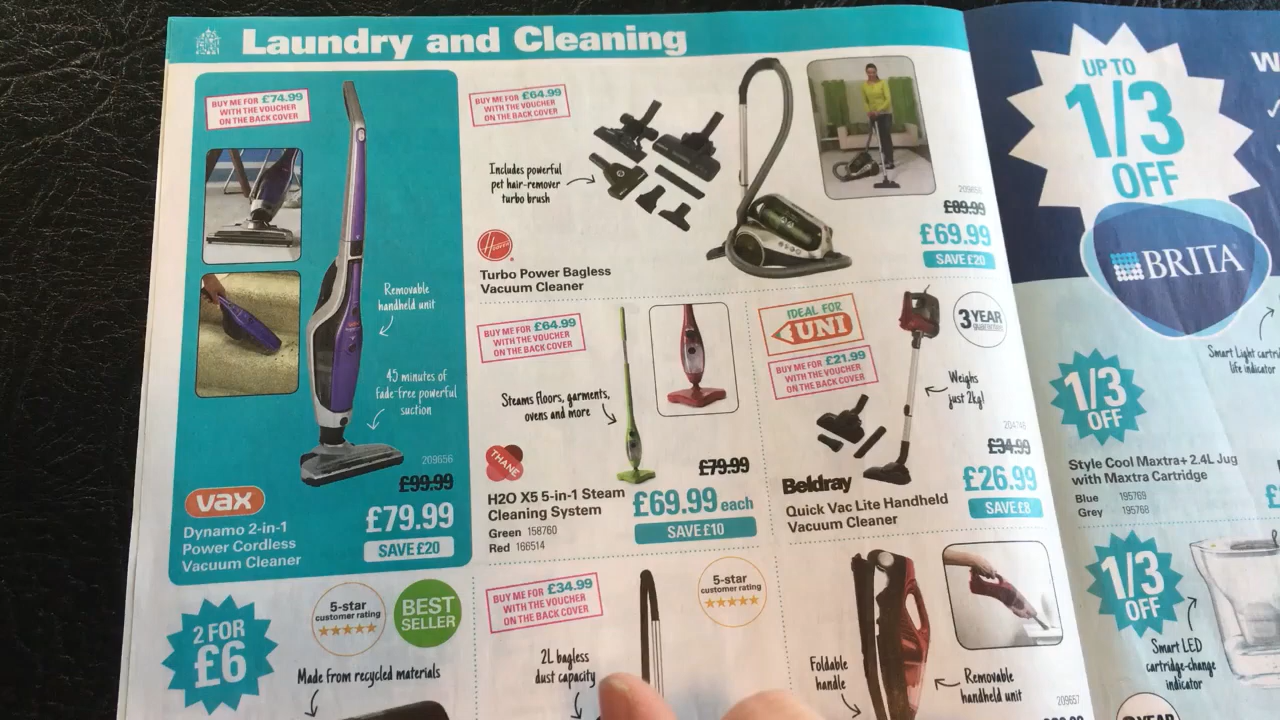 Laundry and Cleaning
BUY ME FOR £74.99
WITH THE VOUCHER
ON THE BACK COVER
Removable
handheld unit
45 minutes of
fade-free powerful
suction
209656
£99.99
£79.99
SAVE £20
vax
Dynamo 2-in-1
Power Cordless
Vacuum Cleaner
BUY ME FOR £64.99
WITH THE VOUCHER
ON THE BACK COVER
Includes powerful
pet hair-remover
turbo brush
Hoover
Turbo Power Bagless
Vacuum Cleaner
£89.99
£69.99
SAVE £20
BUY ME FOR £64.99
WITH THE VOUCHER
ON THE BACK COVER
Steams floors, garments,
ovens and more
THANE
H2O X5 5-in-1 Steam
Cleaning System
Green 158760
Red 166514
£79.99
£69.99 each
SAVE £10
IDEAL FOR
UNI
BUY ME FOR £21.99
WITH THE VOUCHER
ON THE BACK COVER
3 YEAR
Weighs
just 2kg!
£34.99
£26.99
SAVE £8
Beldray
Quick Vac Lite Handheld
Vacuum Cleaner
2 FOR
£6
5-star
customer rating
BEST
SELLER
Made from recycled materials
BUY ME FOR £34.99
WITH THE VOUCHER
ON THE BACK COVER
5-star
customer rating
2L bagless
dust capacity
Foldable
handle
Removable
handheld unit
209657
UP TO
1/3
OFF
BRITA
Smart Light
life indicator
1/3
OFF
Style Cool Maxtra+ 2.4L Jug
with Maxtra Cartridge
Blue 195769
Grey 195768
1/3
OFF
Smart LED
cartridge-change
indicator